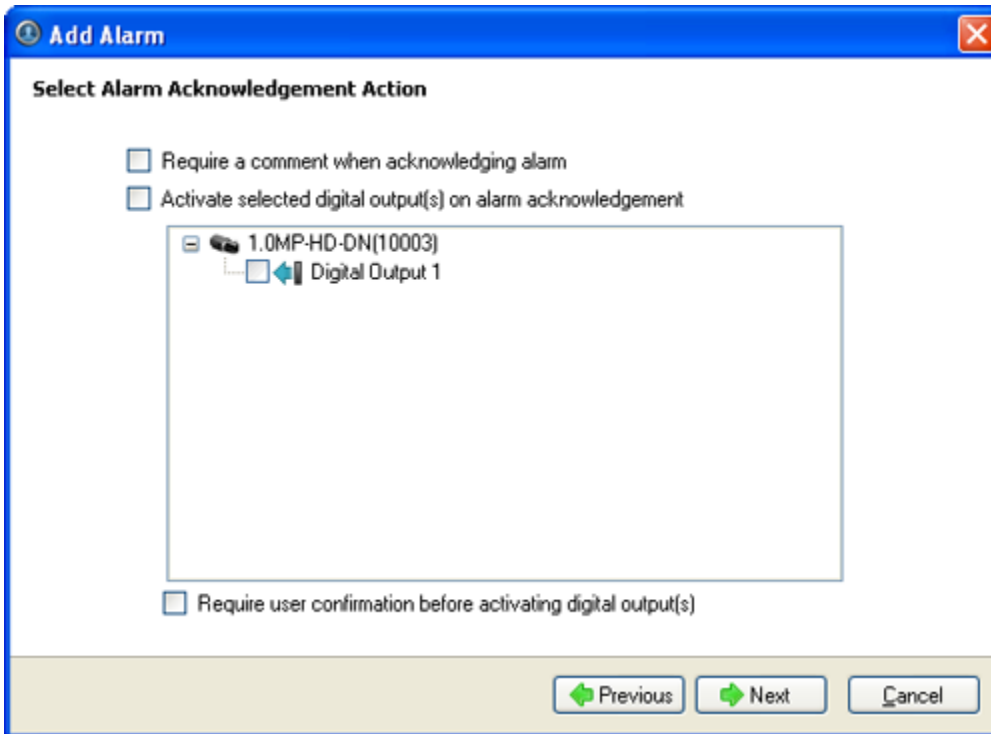 Add Alarm
Select Alarm Acknowledgement Action
Require a comment when acknowledging alarm
Activate selected digital output(s) on alarm acknowledgement
1.0MP-HD-DN(10003)
Digital Output 1
Require user confirmation before activating digital output(s)
Previous Next Cancel